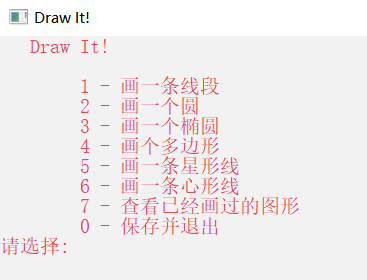 Draw It!
Draw It!
1 - 画一条线段
2 - 画一个圆
3 - 画一个椭圆
4 - 画个多边形
5 - 画一条星形线
6 - 画一条心形线
7 - 查看已经画过的图形
0 - 保存并退出
请选择: